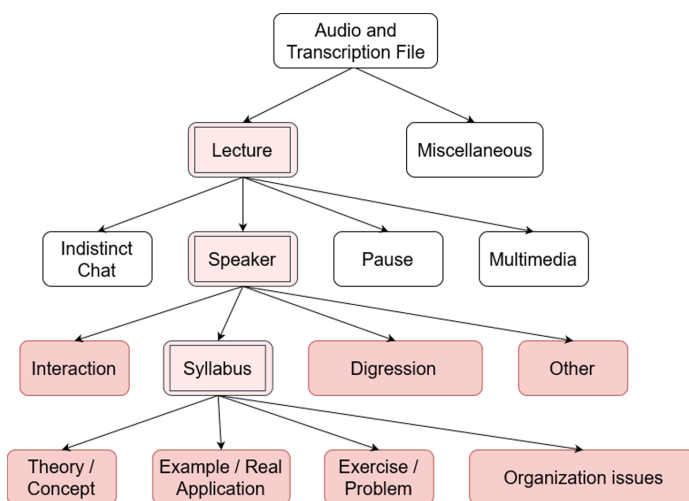 Audio and
Transcription File
Lecture
Miscellaneous
Indistinct
Chat
Speaker
Pause
Multimedia
Interaction
Syllabus
Digression
Other
Theory /
Concept
Example / Real
Application
Exercise /
Problem
Organization issues